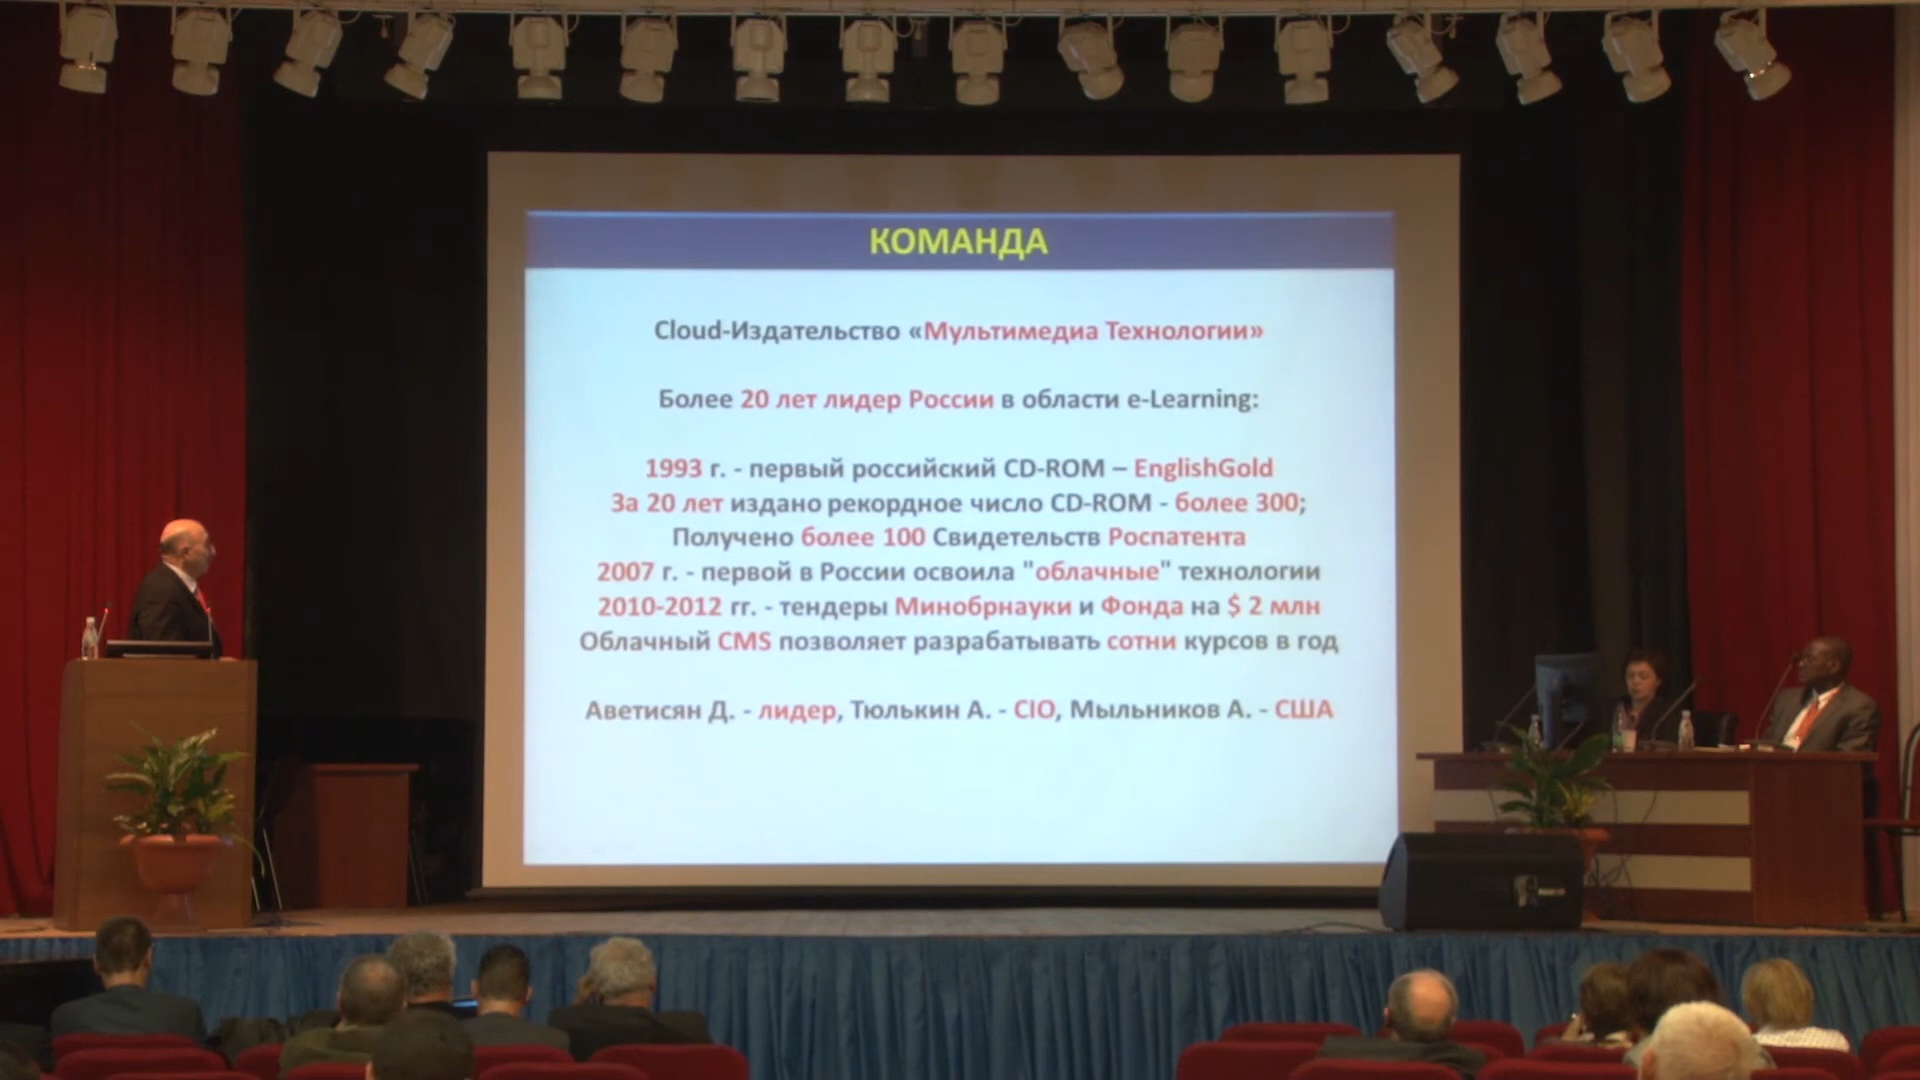 КОМАНДА
Cloud-Издательство «Мультимедиа Технологии»
Более 20 лет лидер России в области e-Learning:
1993 г. - первый российский CD-ROM – EnglishGold
За 20 лет издано рекордное число CD-ROM - более 300;
Получено более 100 Свидетельств Роспатента
2007 г. - первой в России освоила "облачные" технологии
2010-2012 гг. - тендеры Минобрнауки и Фонда на $ 2 млн
Облачный CMS позволяет разрабатывать сотни курсов в год
Аветисян Д. - лидер, Тюлькин А. - CIO, Мыльников А. - США